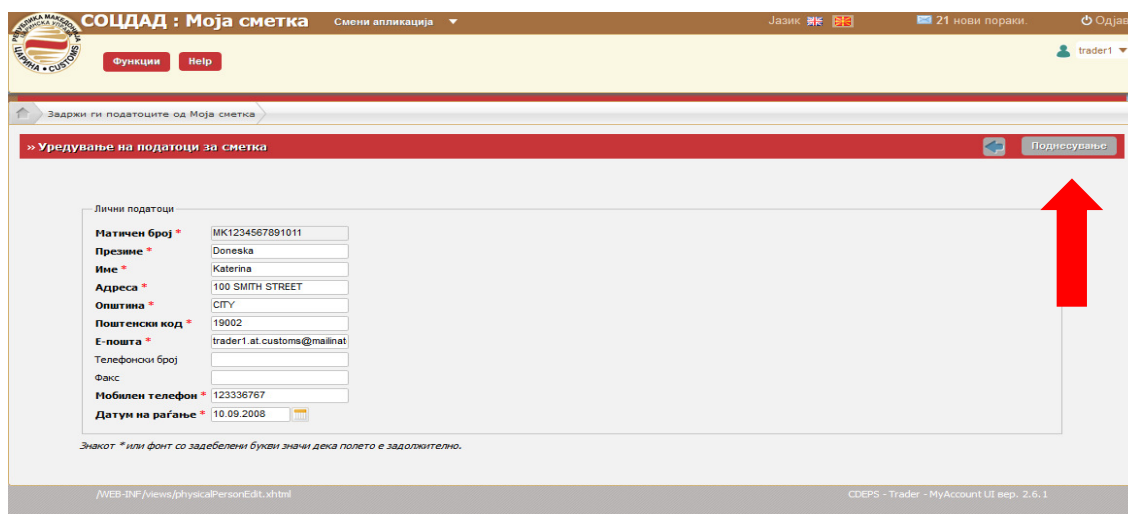 СОЦДАД : Моја сметка Смени апликација Јазик 21 нови пораки. Одјав
ЦАРИНА • CUSTOMS
Функции Help trader1
Задржи ги податоците од Моја сметка
» Уредување на податоци за сметка Поднесување
Лични податоци
Матичен број * MK1234567891011
Презиме * Doneska
Име * Katerina
Адреса * 100 SMITH STREET
Општина * CITY
Поштенски код * 19002
Е-пошта * trader1.at.customs@mailinat
Телефонски број
Факс
Мобилен телефон * 123336767
Датум на раѓање * 10.09.2008
Знакот * или фонт со задебелени букви значи дека полето е задолжително.
/WEB-INF/views/physicalPersonEdit.xhtml CDEPS - Trader - MyAccount UI вер. 2.6.1